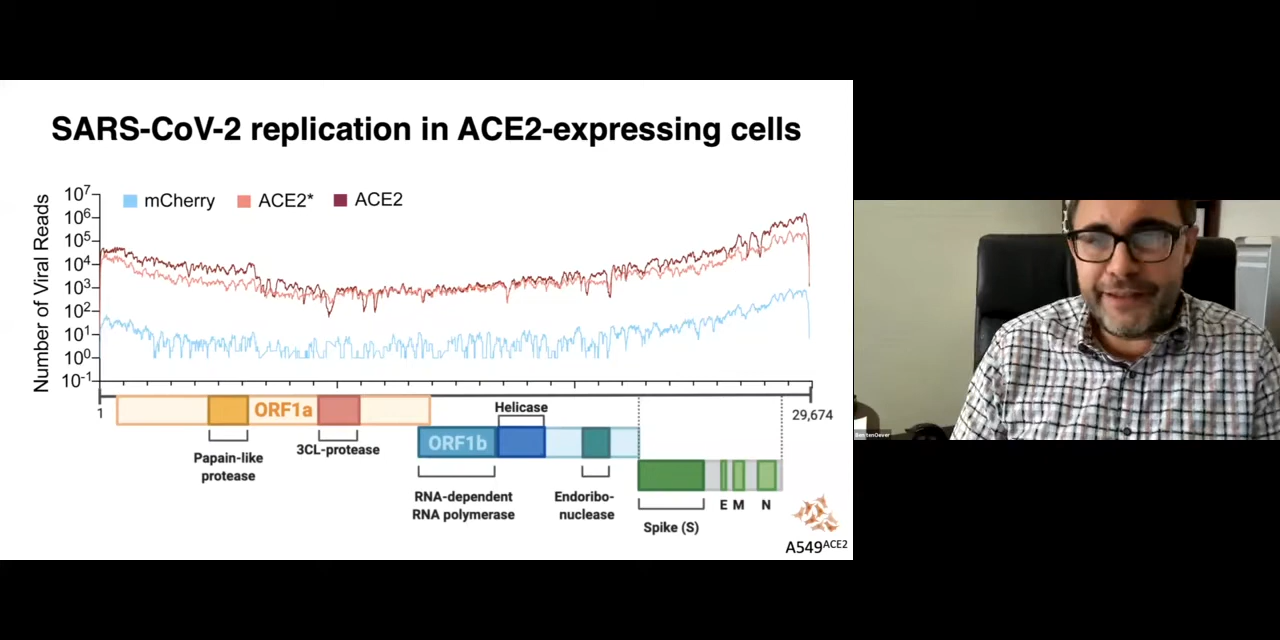 SARS-CoV-2 replication in ACE2-expressing cells
mCherry
ACE2*
ACE2
Number of Viral Reads
10⁷
10⁶
10⁵
10⁴
10³
10²
10¹
10⁰
10⁻¹
1
29,674
ORF1a
Papain-like
protease
3CL-protease
Helicase
ORF1b
RNA-dependent
RNA polymerase
Endoribo-
nuclease
Spike (S)
E M N
A549ᴬᶜᴱ²
Ben tenOever